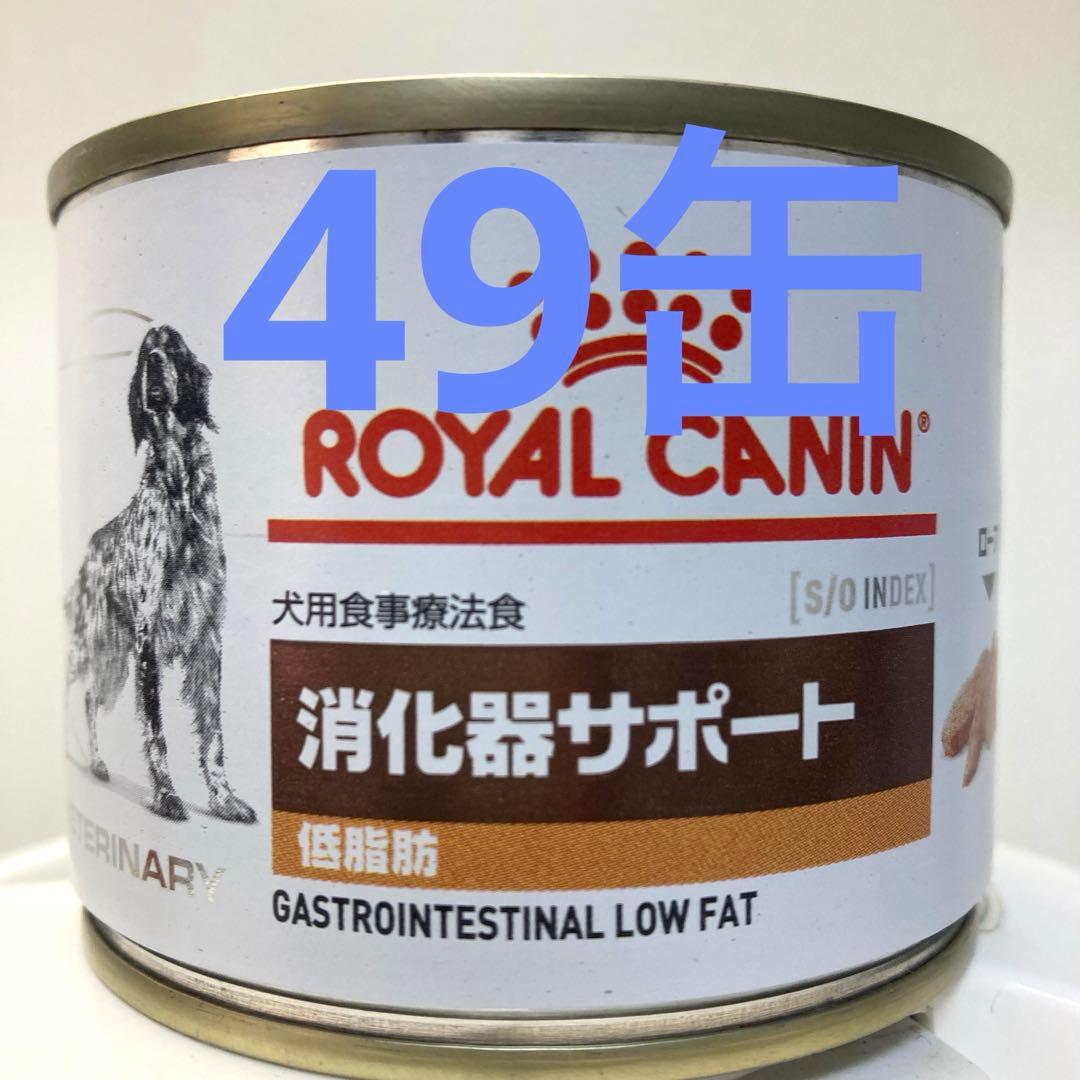 49缶
ROYAL CANIN®
犬用食事療法食
[S/O INDEX]
消化器サポート
低脂肪
GASTROINTESTINAL LOW FAT